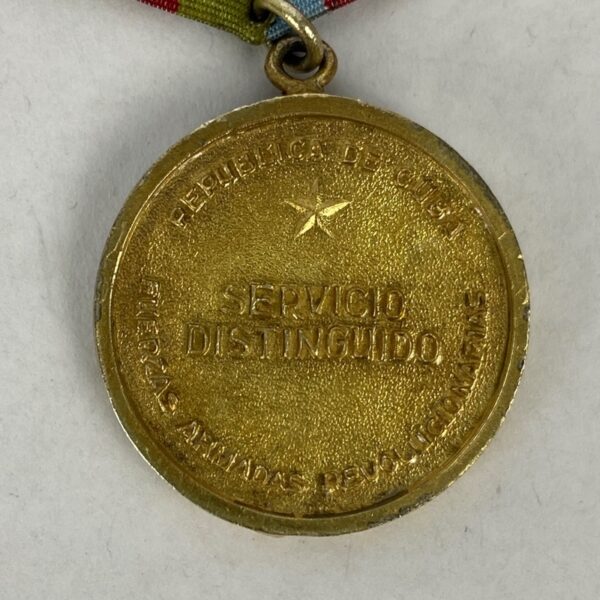 REPUBLICA DE CUBA
SERVICIO
DISTINGUIDO
FUERZAS ARMADAS REVOLUCIONARIAS